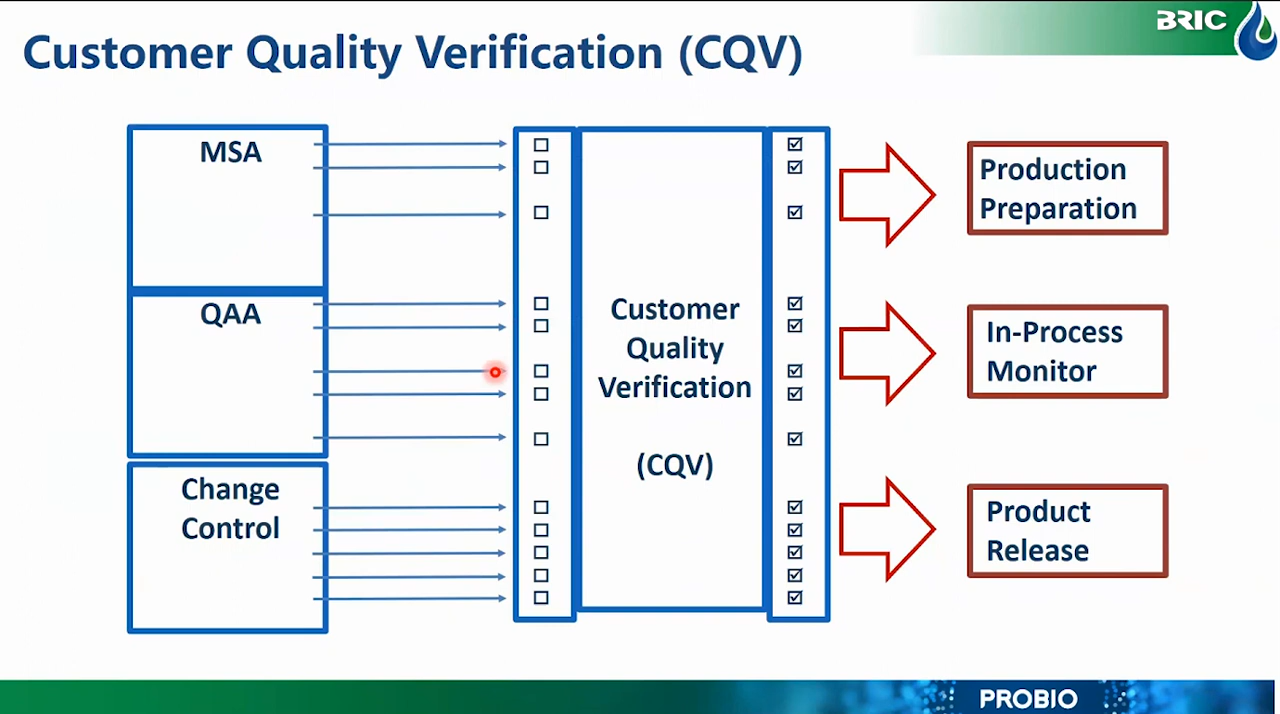 BRIC
Customer Quality Verification (CQV)
MSA
QAA
Change
Control
Customer
Quality
Verification
(CQV)
Production
Preparation
In-Process
Monitor
Product
Release
PROBIO